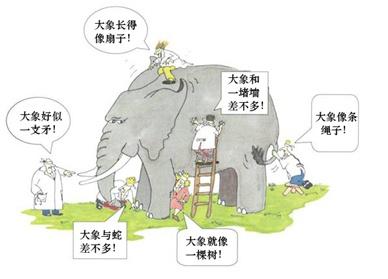 大象长得
像扇子！
大象和
一堵墙
差不多！
大象好似
一支矛！
大象像条
绳子！
大象与蛇
差不多！
大象就像
一棵树！